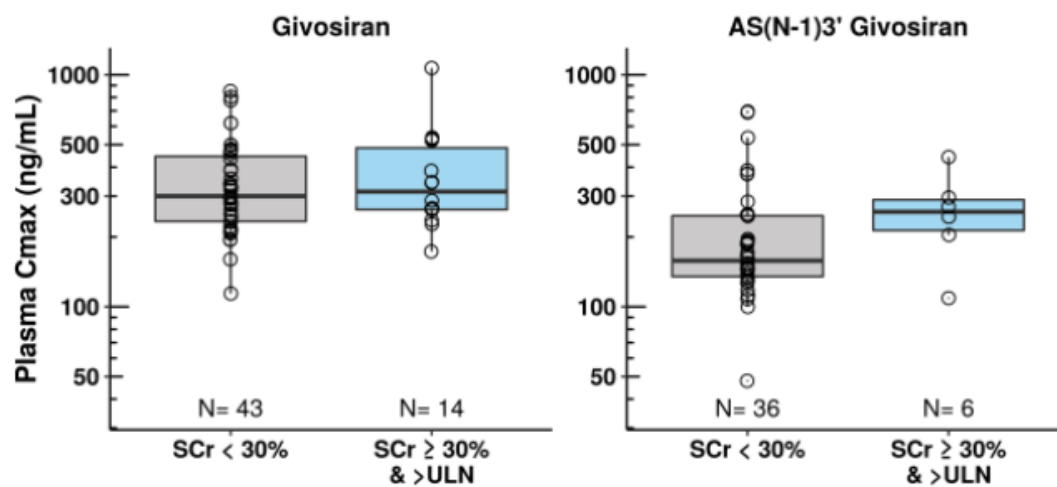 Givosiran
AS(N-1)3' Givosiran
Plasma Cmax (ng/mL)
1000
500
300
100
50
N= 43
N= 14
SCr < 30%
SCr ≥ 30%
& >ULN
1000
500
300
100
50
N= 36
N= 6
SCr < 30%
SCr ≥ 30%
& >ULN